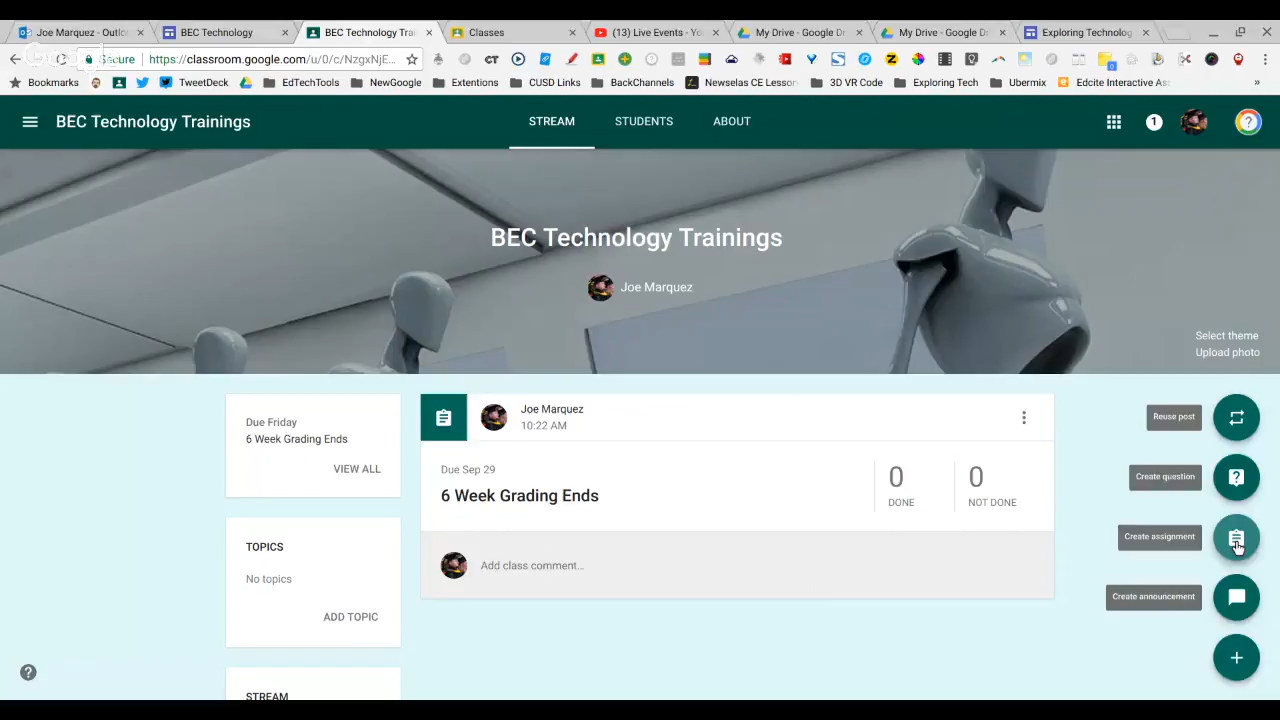 Joe Marquez - Outlo
BEC Technology
BEC Technology Trai
Classes
(13) Live Events - Yo
My Drive - Google Dr
My Drive - Google Dr
Exploring Technolog
Secure
https://classroom.google.com/u/0/c/NzgxNjE...
Bookmarks
TweetDeck
EdTechTools
NewGoogle
Extentions
CUSD Links
BackChannels
Newselas CE Lesson
3D VR Code
Exploring Tech
Ubermix
Edcite Interactive As
»
BEC Technology Trainings
STREAM
STUDENTS
ABOUT
1
BEC Technology Trainings
Joe Marquez
Select theme
Upload photo
Due Friday
6 Week Grading Ends
VIEW ALL
TOPICS
No topics
ADD TOPIC
STREAM
Joe Marquez
10:22 AM
Due Sep 29
6 Week Grading Ends
0
DONE
0
NOT DONE
Add class comment...
Reuse post
Create question
Create assignment
Create announcement